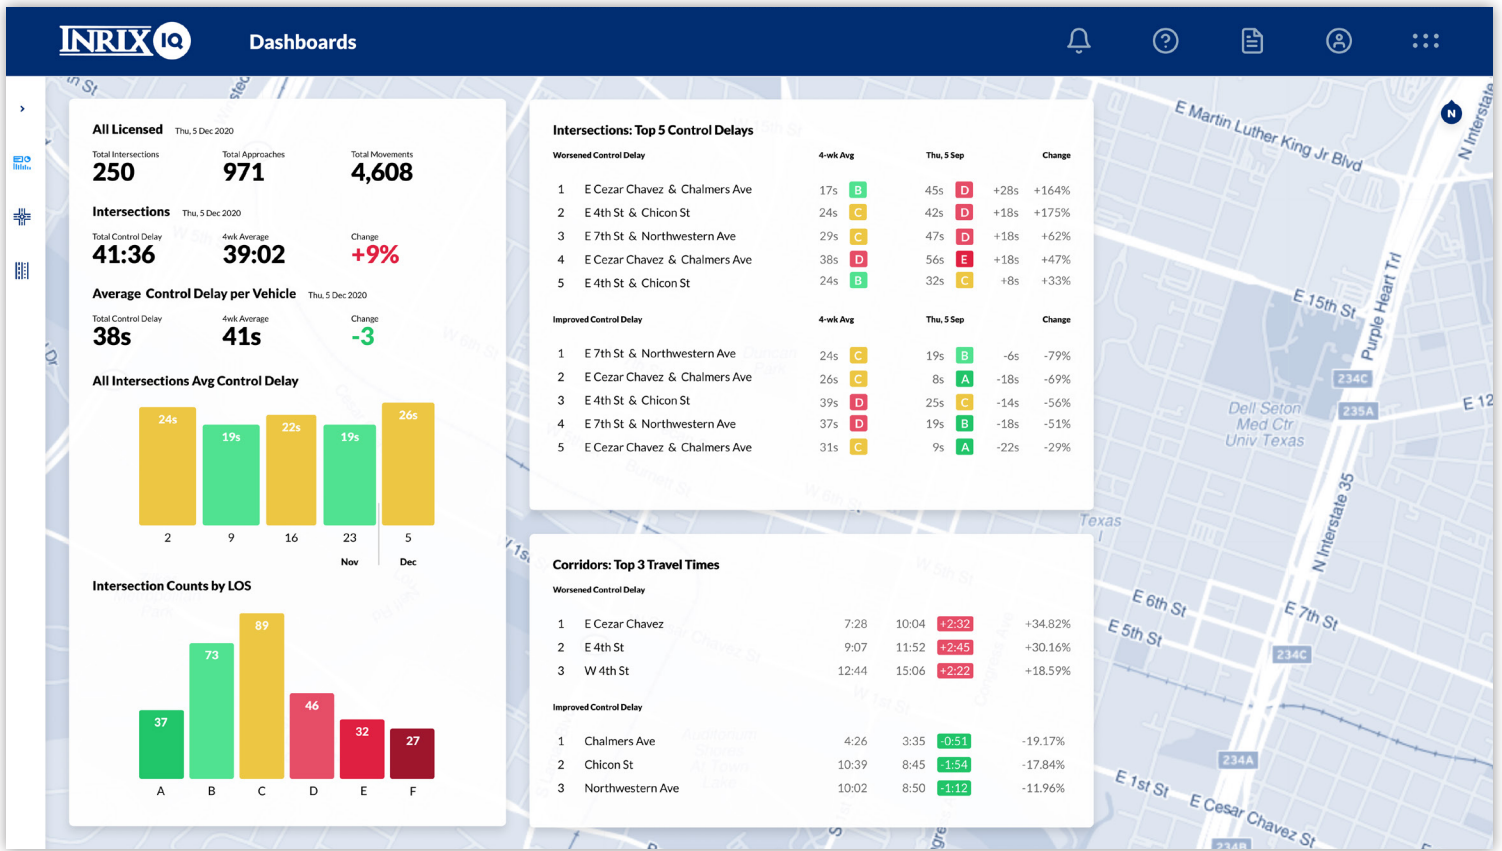 INRIX IQ
Dashboards
All Licensed Thu, 5 Dec 2020
Total Intersections Total Approaches Total Movements
250 971 4,608
Intersections Thu, 5 Dec 2020
Total Control Delay 4wk Average Change
41:36 39:02 +9%
Average Control Delay per Vehicle Thu, 5 Dec 2020
Total Control Delay 4wk Average Change
38s 41s -3
All Intersections Avg Control Delay
24s 19s 22s 19s 26s
2 9 16 23 5
Nov Dec
Intersection Counts by LOS
37 73 89 46 32 27
A B C D E F
Intersections: Top 5 Control Delays
Worsened Control Delay 4-wk Avg Thu, 5 Sep Change
1 E Cezar Chavez & Chalmers Ave 17s B 45s D +28s +164%
2 E 4th St & Chicon St 24s C 42s D +18s +175%
3 E 7th St & Northwestern Ave 29s C 47s D +18s +62%
4 E Cezar Chavez & Chalmers Ave 38s D 56s E +18s +47%
5 E 4th St & Chicon St 24s B 32s C +8s +33%
Improved Control Delay 4-wk Avg Thu, 5 Sep Change
1 E 7th St & Northwestern Ave 24s C 19s B -6s -79%
2 E Cezar Chavez & Chalmers Ave 26s C 8s A -18s -69%
3 E 4th St & Chicon St 39s D 25s C -14s -56%
4 E 7th St & Northwestern Ave 37s D 19s B -18s -51%
5 E Cezar Chavez & Chalmers Ave 31s C 9s A -22s -29%
Corridors: Top 3 Travel Times
Worsened Control Delay
1 E Cezar Chavez 7:28 10:04 +2:32 +34.82%
2 E 4th St 9:07 11:52 +2:45 +30.16%
3 W 4th St 12:44 15:06 +2:22 +18.59%
Improved Control Delay
1 Chalmers Ave 4:26 3:35 -0:51 -19.17%
2 Chicon St 10:39 8:45 -1:54 -17.84%
3 Northwestern Ave 10:02 8:50 -1:12 -11.96%
N
E Martin Luther King Jr Blvd
N Interstate
E 15th St
Purple Heart Trl
234C
235A
E 12
Dell Seton
Med Ctr
Univ Texas
N Interstate 35
Texas
E 6th St
E 7th St
E 5th St
234C
234A
E 1st St
E Cesar Chavez St
234B
W 5th St
W 6th St
W 6th St
W 5th St
W 1st St